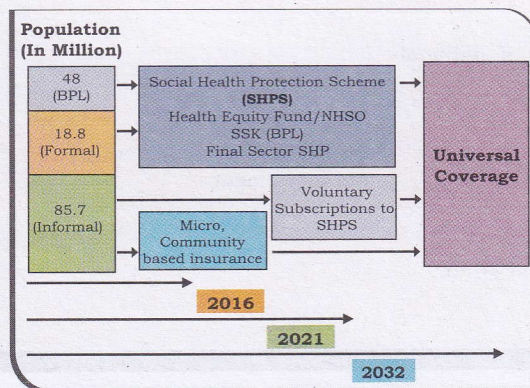 Population
(In Million)
48
(BPL)
18.8
(Formal)
85.7
(Informal)
Social Health Protection Scheme
(SHPS)
Health Equity Fund/NHSO
SSK (BPL)
Final Sector SHP
Voluntary
Subscriptions to
SHPS
Micro,
Community
based insurance
Universal
Coverage
2016
2021
2032